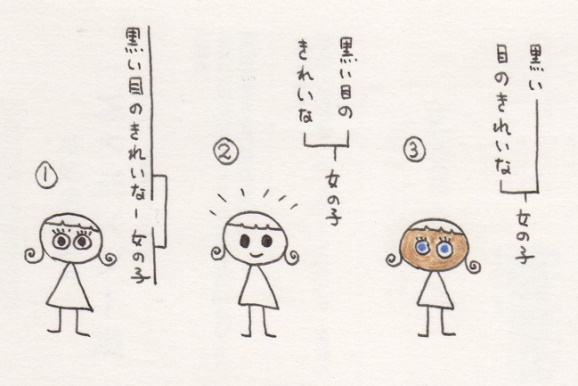 ①
黒い目のきれいな
女の子
②
黒い目の
きれいな
女の子
③
黒い
目のきれいな
女の子